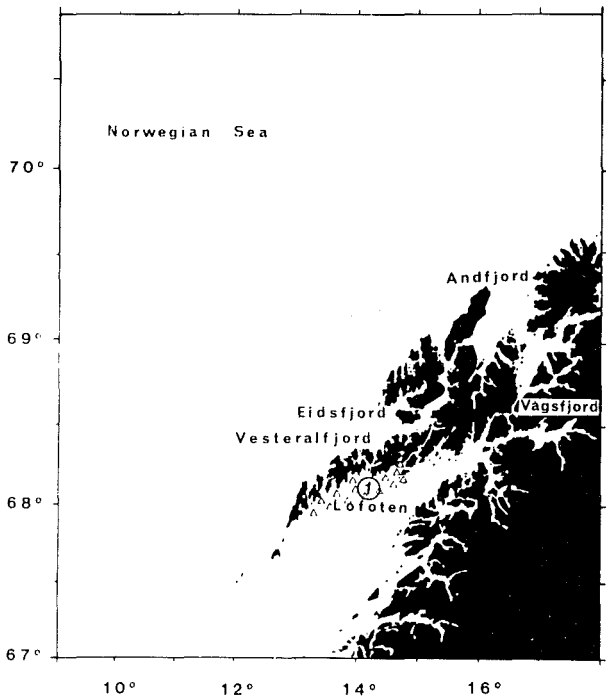 Norwegian Sea
70°
Andfjord
69°
Eidsfjord
Vågsfjord
Vesteralfjord
1
68°
Lofoten
67°
10° 12° 14° 16°